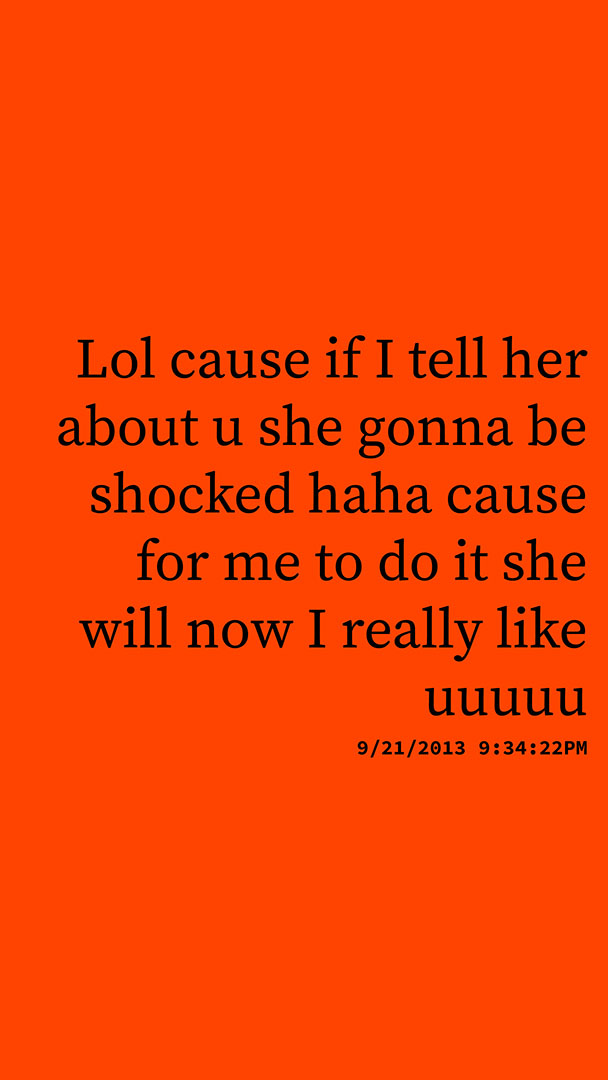 Lol cause if I tell her
about u she gonna be
shocked haha cause
for me to do it she
will now I really like
uuuuu
9/21/2013 9:34:22PM